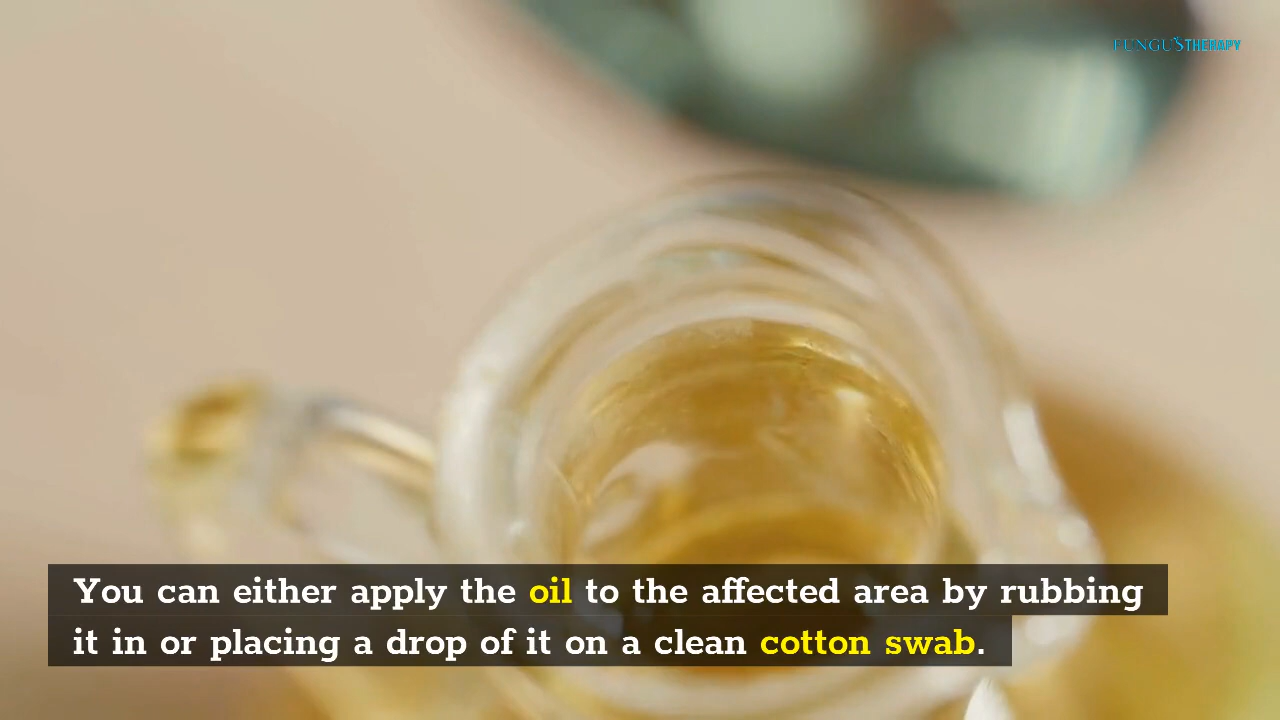 FUNGUSTHERAPY
You can either apply the oil to the affected area by rubbing
it in or placing a drop of it on a clean cotton swab.